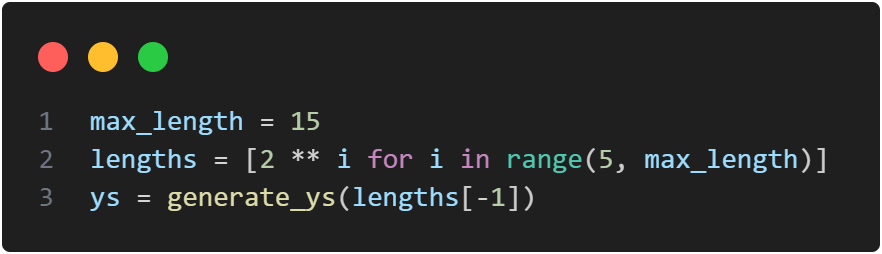 1 max_length = 15
2 lengths = [2 ** i for i in range(5, max_length)]
3 ys = generate_ys(lengths[-1])